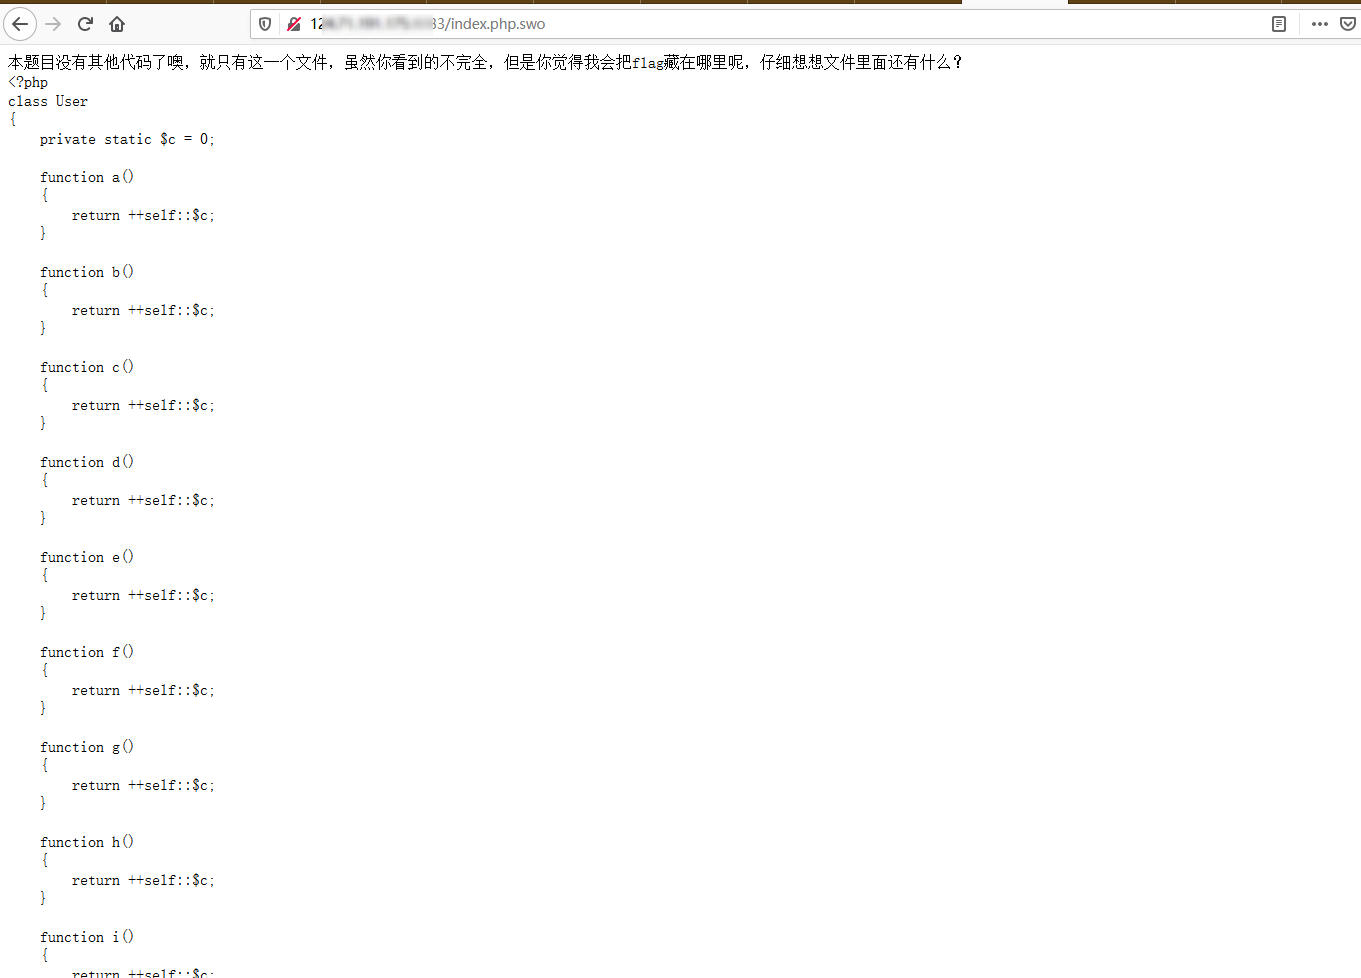 33/index.php.swo
本题目没有其他代码了噢，就只有这一个文件，虽然你看到的不完全，但是你觉得我会把flag藏在哪里呢，仔细想想文件里面还有什么？
<?php
class User
{
    private static $c = 0;

    function a()
    {
        return ++self::$c;
    }

    function b()
    {
        return ++self::$c;
    }

    function c()
    {
        return ++self::$c;
    }

    function d()
    {
        return ++self::$c;
    }

    function e()
    {
        return ++self::$c;
    }

    function f()
    {
        return ++self::$c;
    }

    function g()
    {
        return ++self::$c;
    }

    function h()
    {
        return ++self::$c;
    }

    function i()
    {
        return ++self::$c;